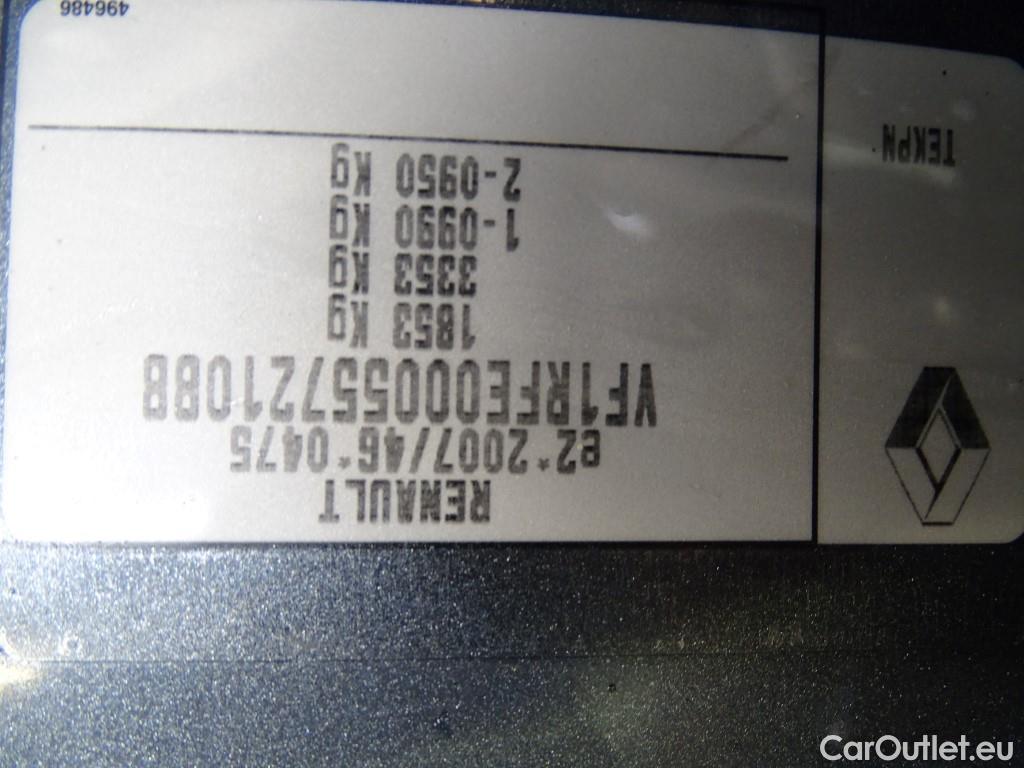 RENAULT
e2*2007/46*0475
VF1RFE00055721088
1853 Kg
3353 Kg
1-0990 Kg
2-0950 Kg
TEKPN
496486
CarOutlet.eu